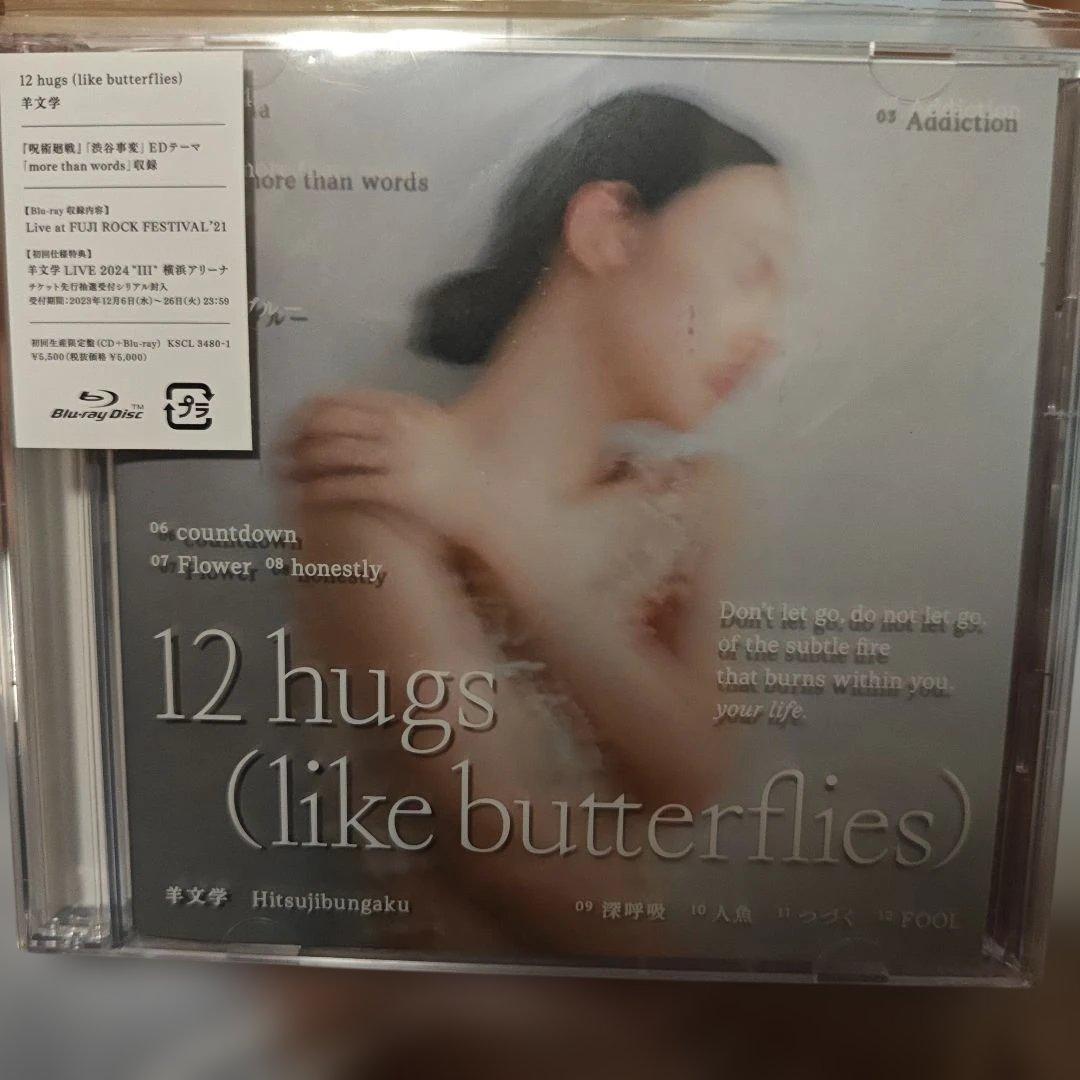 12 hugs (like butterflies)
羊文学
『呪術廻戦』「渋谷事変」EDテーマ
「more than words」収録
【Blu-ray 収録内容】
Live at FUJI ROCK FESTIVAL'21
【初回仕様特典】
羊文学 LIVE 2024 "III" 横浜アリーナ
チケット先行抽選受付シリアル封入
受付期間:2023年12月6日(水)~26日(火)23:59
初回生産限定盤(CD+Blu-ray) KSCL 3480-1
¥5,500(税抜価格 ¥5,000)
Blu-ray Disc TM
プラ
more than words
03 Addiction
ブルー
06 countdown
07 Flower 08 honestly
Don't let go, do not let go,
of the subtle fire
that burns within you,
your life.
12 hugs
(like butterflies)
羊文学 Hitsujibungaku
09 深呼吸 10 人魚 11 つづく 12 FOOL